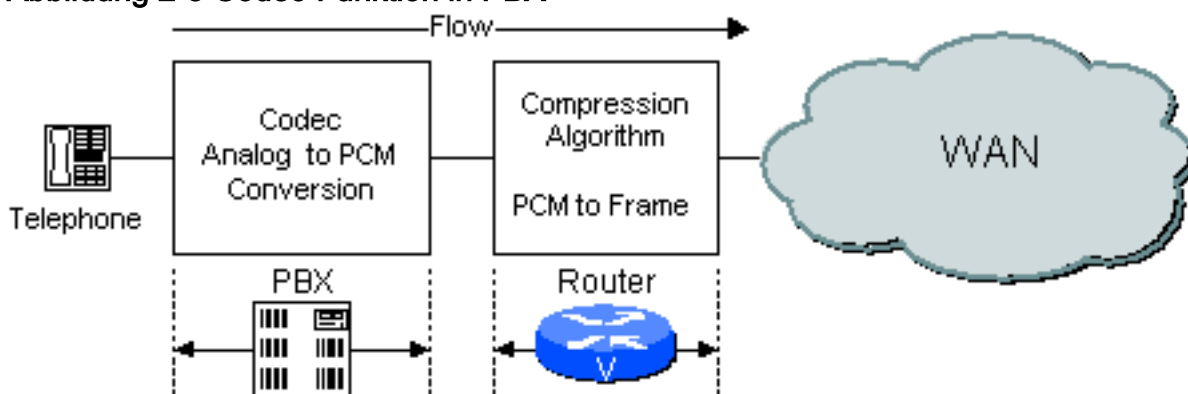 Flow
Codec
Analog to PCM
Conversion
Compression
Algorithm
PCM to Frame
WAN
Telephone
PBX
Router
V